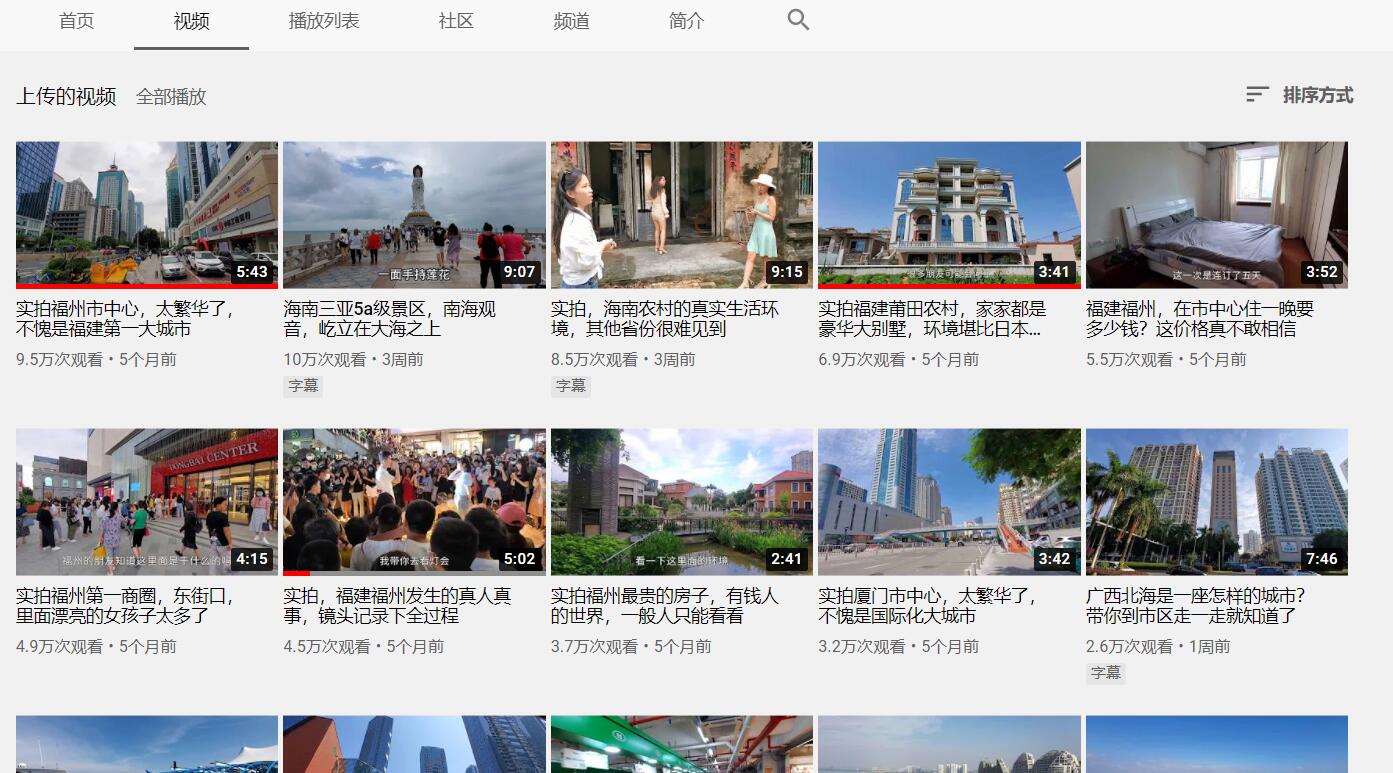 首页 视频 播放列表 社区 频道 简介
上传的视频 全部播放 排序方式
5:43
一面手持莲花
9:07
9:15
3:41
这一次是连订了五天
3:52
实拍福州市中心，太繁华了，
不愧是福建第一大城市
9.5万次观看•5个月前
海南三亚5a级景区，南海观
音，屹立在大海之上
10万次观看•3周前
字幕
实拍，海南农村的真实生活环
境，其他省份很难见到
8.5万次观看•3周前
字幕
实拍福建莆田农村，家家都是
豪华大别墅，环境堪比日本...
6.9万次观看•5个月前
福建福州，在市中心住一晚要
多少钱？这价格真不敢相信
5.5万次观看•5个月前
DONGBAI CENTER
福州的朋友知道这里面是干什么的吗
4:15
我带你去看灯会
5:02
看一下这里面的环境
2:41
3:42
7:46
实拍福州第一商圈，东街口，
里面漂亮的女孩子太多了
4.9万次观看•5个月前
实拍，福建福州发生的真人真
事，镜头记录下全过程
4.5万次观看•5个月前
实拍福州最贵的房子，有钱人
的世界，一般人只能看看
3.7万次观看•5个月前
实拍厦门市中心，太繁华了，
不愧是国际化大城市
3.2万次观看•5个月前
广西北海是一座怎样的城市？
带你到市区走一走就知道了
2.6万次观看•1周前
字幕